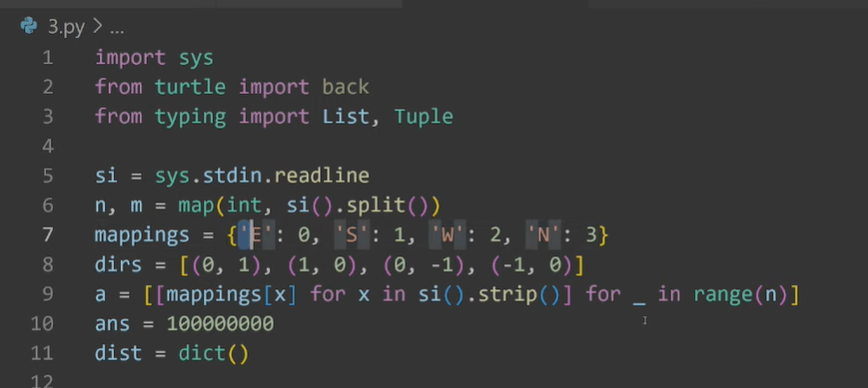 3.py > ...
1 import sys
2 from turtle import back
3 from typing import List, Tuple
4
5 si = sys.stdin.readline
6 n, m = map(int, si().split())
7 mappings = {'E': 0, 'S': 1, 'W': 2, 'N': 3}
8 dirs = [(0, 1), (1, 0), (0, -1), (-1, 0)]
9 a = [[mappings[x] for x in si().strip()] for _ in range(n)]
10 ans = 100000000
11 dist = dict()
12